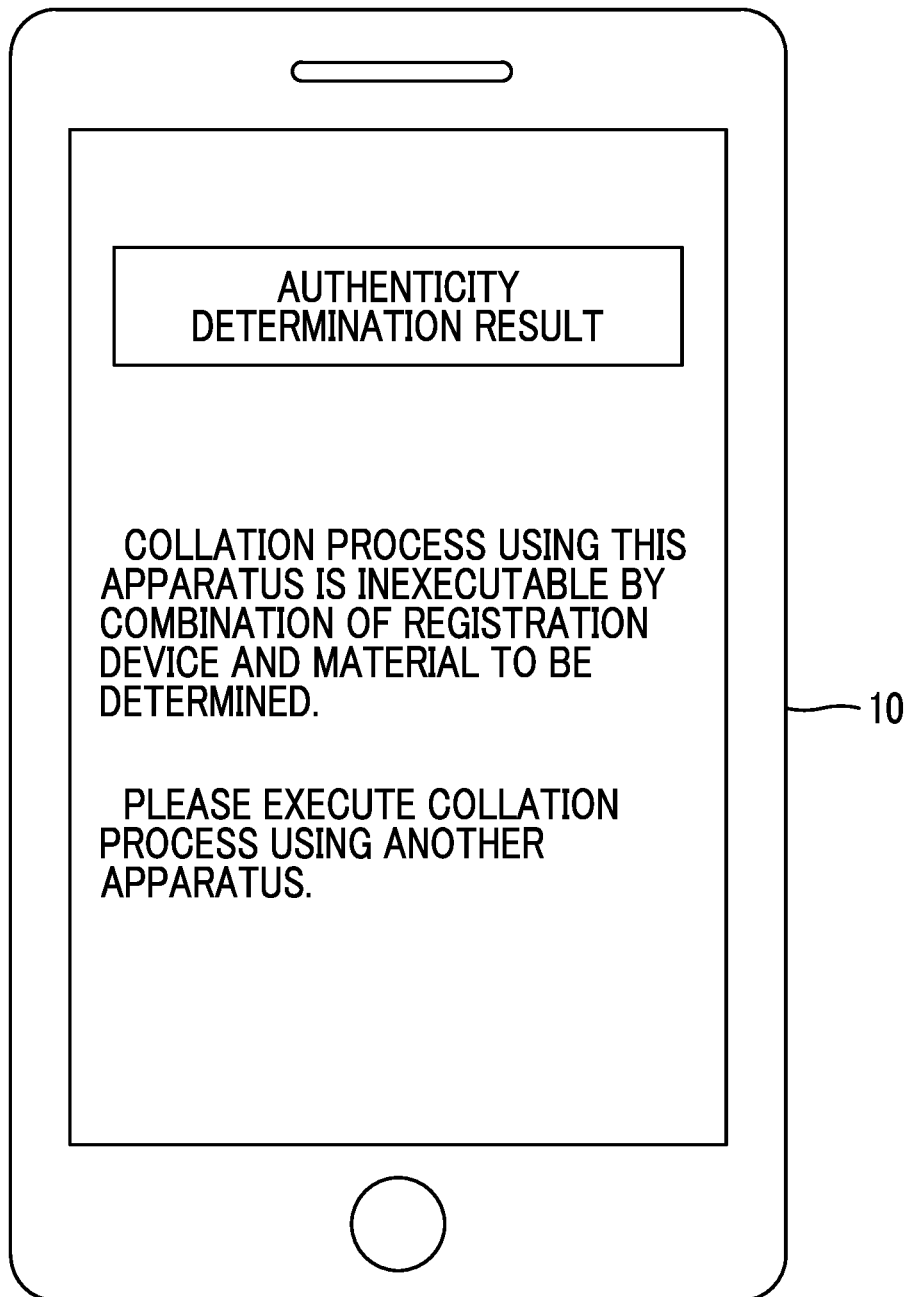 AUTHENTICITY
DETERMINATION RESULT
COLLATION PROCESS USING THIS
APPARATUS IS INEXECUTABLE BY
COMBINATION OF REGISTRATION
DEVICE AND MATERIAL TO BE
DETERMINED.
PLEASE EXECUTE COLLATION
PROCESS USING ANOTHER
APPARATUS.
10